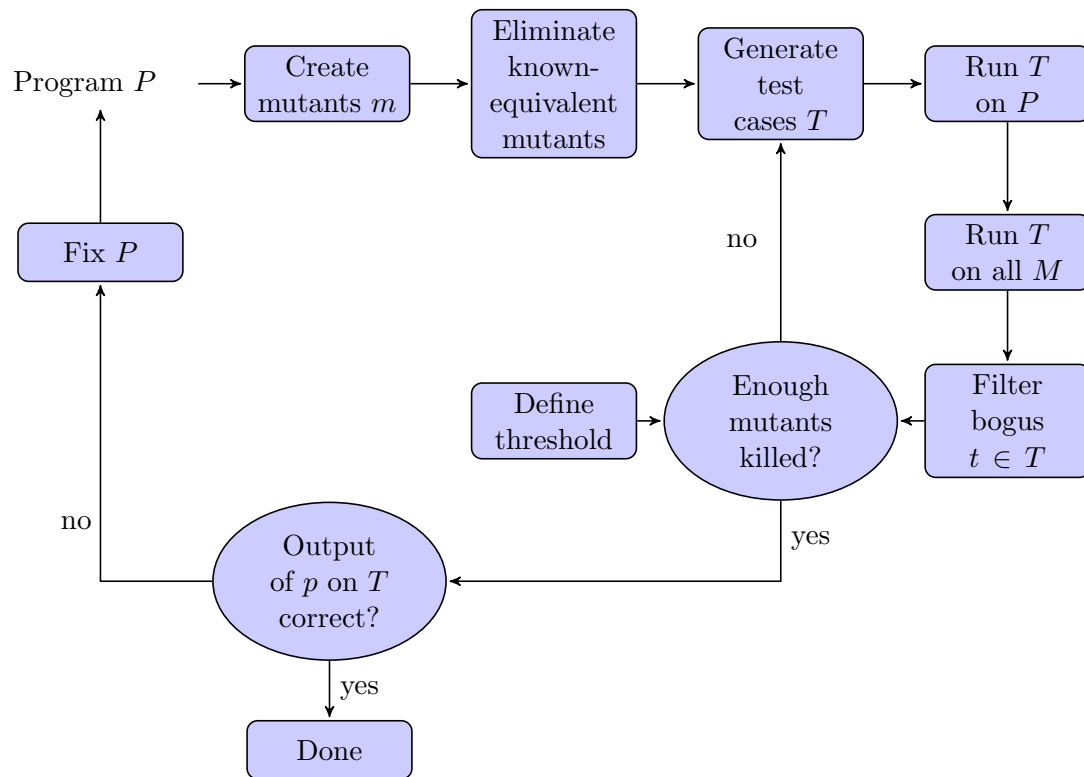 Program P
Create
mutants m
Eliminate
known-
equivalent
mutants
Generate
test
cases T
Run T
on P
Fix P
no
Run T
on all M
Define
threshold
Enough
mutants
killed?
Filter
bogus
t ∈ T
no
yes
Output
of p on T
correct?
yes
Done